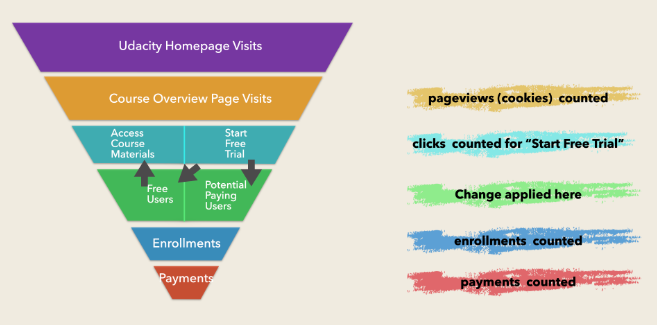 Udacity Homepage Visits
Course Overview Page Visits
pageviews (cookies) counted
Access
Course
Materials
Start
Free
Trial
clicks counted for "Start Free Trial"
Free
Users
Potential
Paying
Users
Change applied here
Enrollments
enrollments counted
Payments
payments counted